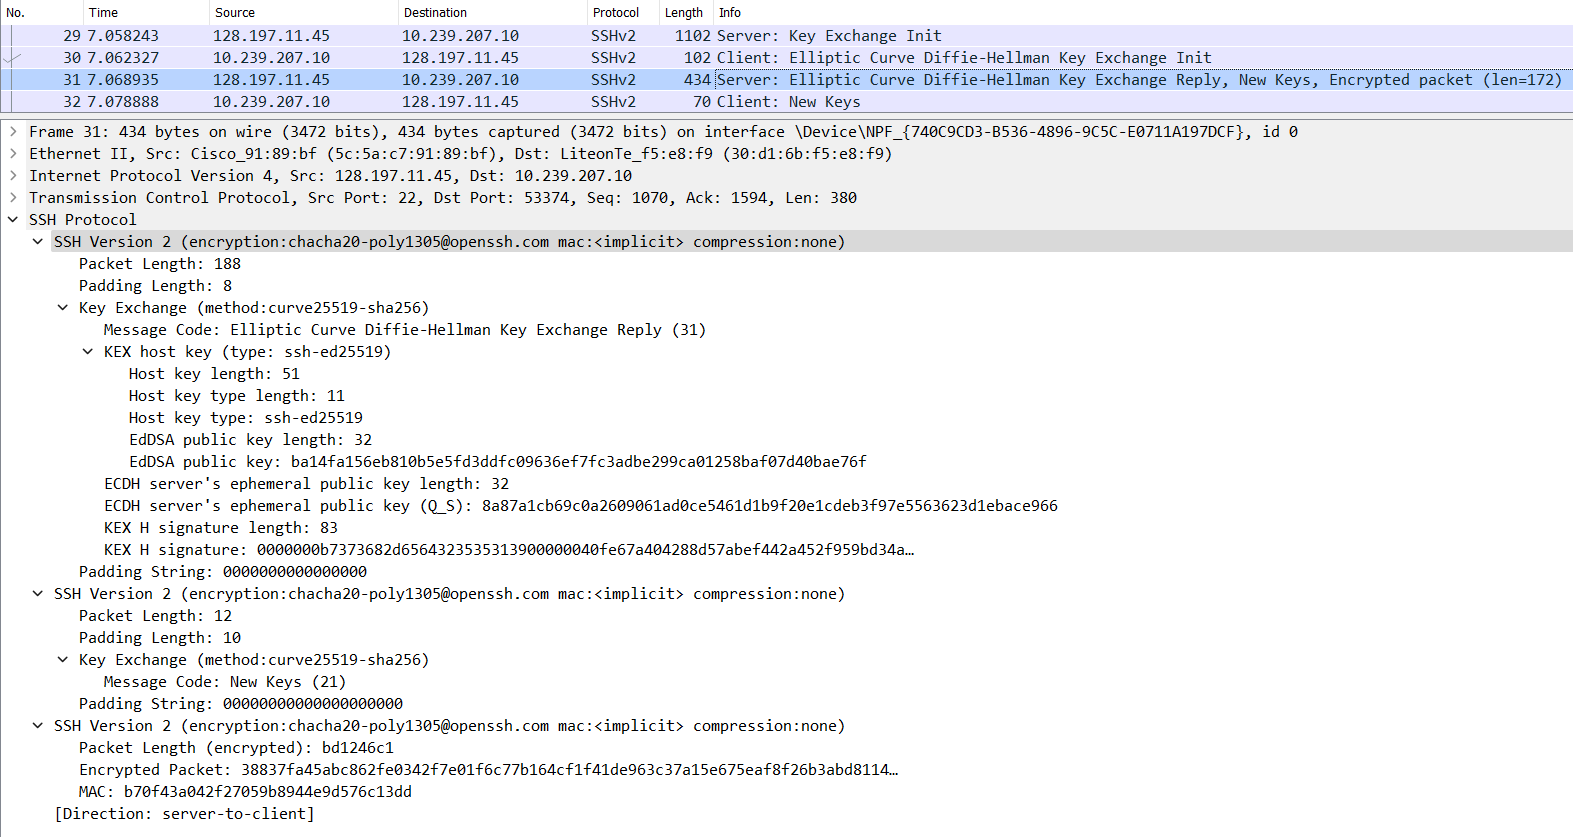 No. Time Source Destination Protocol Length Info
29 7.058243 128.197.11.45 10.239.207.10 SSHv2 1102 Server: Key Exchange Init
30 7.062327 10.239.207.10 128.197.11.45 SSHv2 102 Client: Elliptic Curve Diffie-Hellman Key Exchange Init
31 7.068935 128.197.11.45 10.239.207.10 SSHv2 434 Server: Elliptic Curve Diffie-Hellman Key Exchange Reply, New Keys, Encrypted packet (len=172)
32 7.078888 10.239.207.10 128.197.11.45 SSHv2 70 Client: New Keys
Frame 31: 434 bytes on wire (3472 bits), 434 bytes captured (3472 bits) on interface \Device\NPF_{740C9CD3-B536-4896-9C5C-E0711A197DCF}, id 0
Ethernet II, Src: Cisco_91:89:bf (5c:5a:c7:91:89:bf), Dst: LiteonTe_f5:e8:f9 (30:d1:6b:f5:e8:f9)
Internet Protocol Version 4, Src: 128.197.11.45, Dst: 10.239.207.10
Transmission Control Protocol, Src Port: 22, Dst Port: 53374, Seq: 1070, Ack: 1594, Len: 380
SSH Protocol
SSH Version 2 (encryption:chacha20-poly1305@openssh.com mac:<implicit> compression:none)
Packet Length: 188
Padding Length: 8
Key Exchange (method:curve25519-sha256)
Message Code: Elliptic Curve Diffie-Hellman Key Exchange Reply (31)
KEX host key (type: ssh-ed25519)
Host key length: 51
Host key type length: 11
Host key type: ssh-ed25519
EdDSA public key length: 32
EdDSA public key: ba14fa156eb810b5e5fd3ddfc09636ef7fc3adbe299ca01258baf07d40bae76f
ECDH server's ephemeral public key length: 32
ECDH server's ephemeral public key (Q_S): 8a87a1cb69c0a2609061ad0ce5461d1b9f20e1cdeb3f97e5563623d1ebace966
KEX H signature length: 83
KEX H signature: 0000000b7373682d6564323535313900000040fe67a404288d57abef442a452f959bd34a…
Padding String: 0000000000000000
SSH Version 2 (encryption:chacha20-poly1305@openssh.com mac:<implicit> compression:none)
Packet Length: 12
Padding Length: 10
Key Exchange (method:curve25519-sha256)
Message Code: New Keys (21)
Padding String: 00000000000000000000
SSH Version 2 (encryption:chacha20-poly1305@openssh.com mac:<implicit> compression:none)
Packet Length (encrypted): bd1246c1
Encrypted Packet: 38837fa45abc862fe0342f7e01f6c77b164cf1f41de963c37a15e675eaf8f26b3abd8114…
MAC: b70f43a042f27059b8944e9d576c13dd
[Direction: server-to-client]